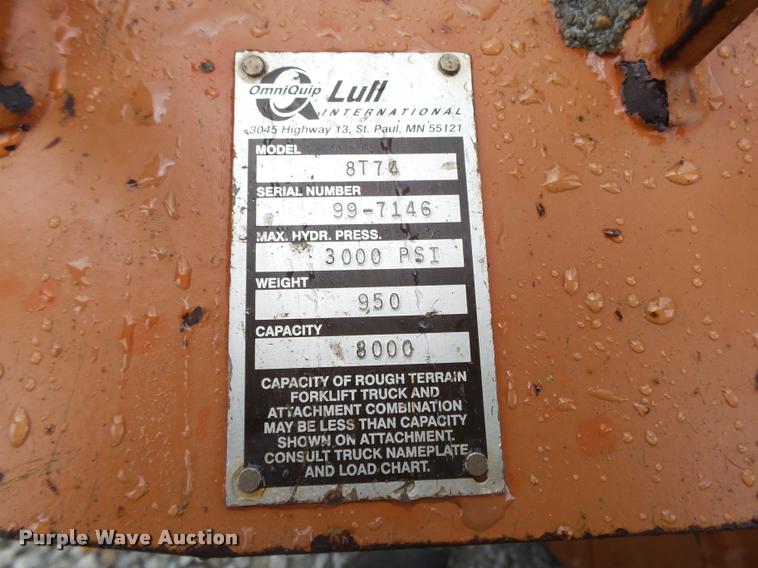 OmniQuip Lull
INTERNATIONAL
3045 Highway 13, St. Paul, MN 55121
MODEL
8T74
SERIAL NUMBER
99-7146
MAX. HYDR. PRESS.
3000 PSI
WEIGHT
950
CAPACITY
8000
CAPACITY OF ROUGH TERRAIN
FORKLIFT TRUCK AND
ATTACHMENT COMBINATION
MAY BE LESS THAN CAPACITY
SHOWN ON ATTACHMENT.
CONSULT TRUCK NAMEPLATE
AND LOAD CHART.
Purple Wave Auction